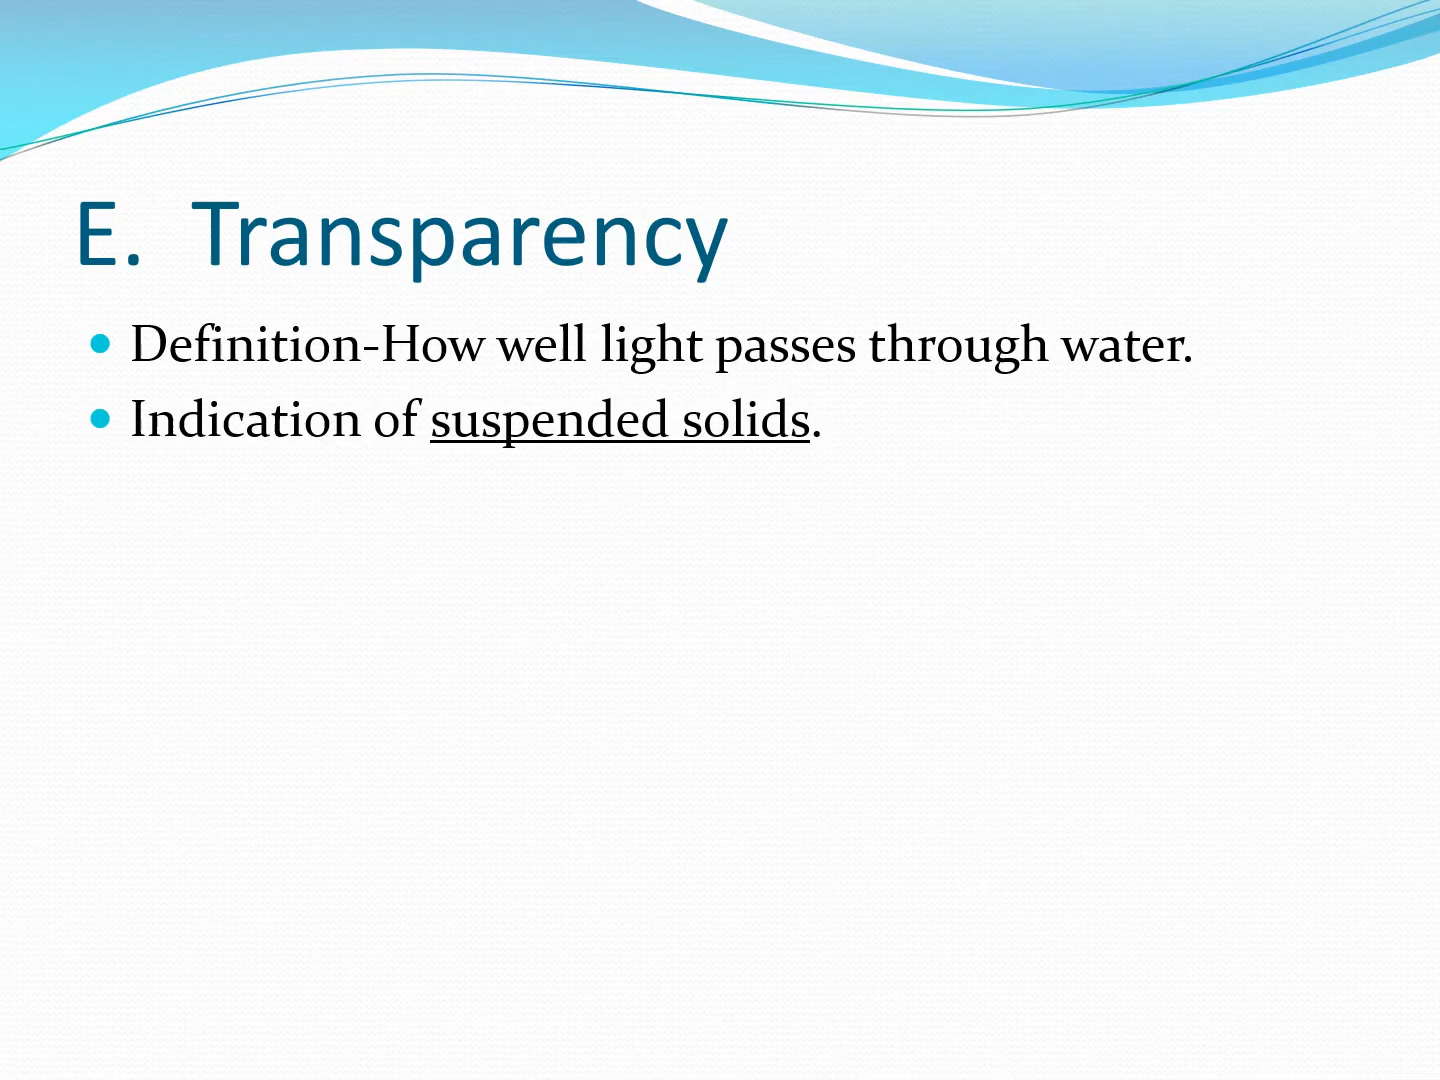 E. Transparency
• Definition-How well light passes through water.
• Indication of suspended solids.